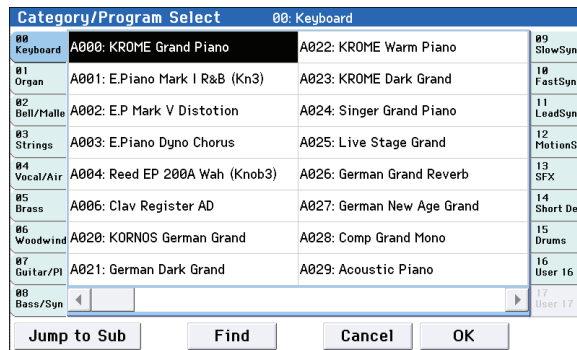 Category/Program Select 00: Keyboard
00
Keyboard
01
Organ
02
Bell/Malle
03
Strings
04
Vocal/Air
05
Brass
06
Woodwind
07
Guitar/Pl
08
Bass/Syn
A000: KROME Grand Piano
A001: E.Piano Mark I R&B (Kn3)
A002: E.P Mark V Distotion
A003: E.Piano Dyno Chorus
A004: Reed EP 200A Wah (Knob3)
A006: Clav Register AD
A020: KORNOS German Grand
A021: German Dark Grand
A022: KROME Warm Piano
A023: KROME Dark Grand
A024: Singer Grand Piano
A025: Live Stage Grand
A026: German Grand Reverb
A027: German New Age Grand
A028: Comp Grand Mono
A029: Acoustic Piano
09
SlowSyn
10
FastSyn
11
LeadSyn
12
MotionS
13
SFX
14
Short De
15
Drums
16
User 16
17
User 17
Jump to Sub Find Cancel OK